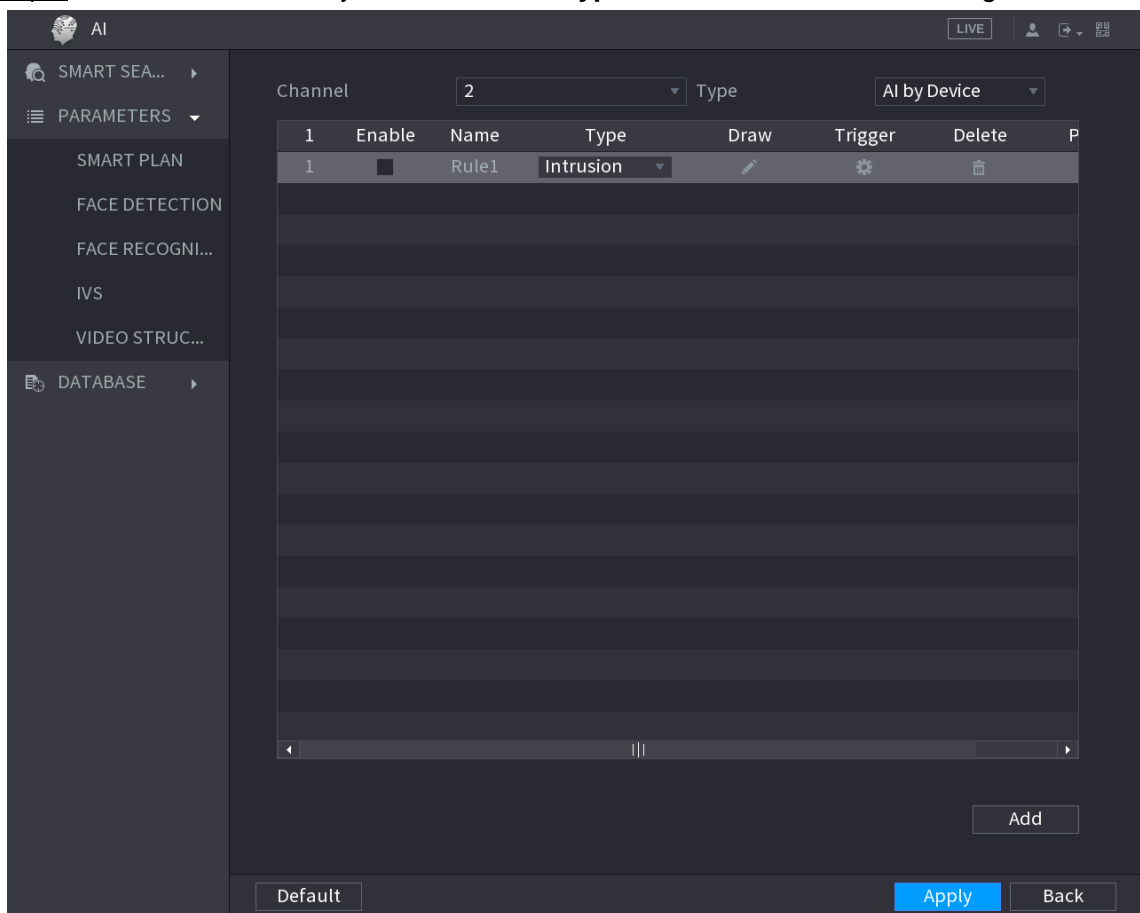 AI LIVE
SMART SEA...
Channel 2 Type AI by Device
PARAMETERS
1 Enable Name Type Draw Trigger Delete P
SMART PLAN
1 Rule1 Intrusion
FACE DETECTION
FACE RECOGNI...
IVS
VIDEO STRUC...
DATABASE
Add
Default Apply Back